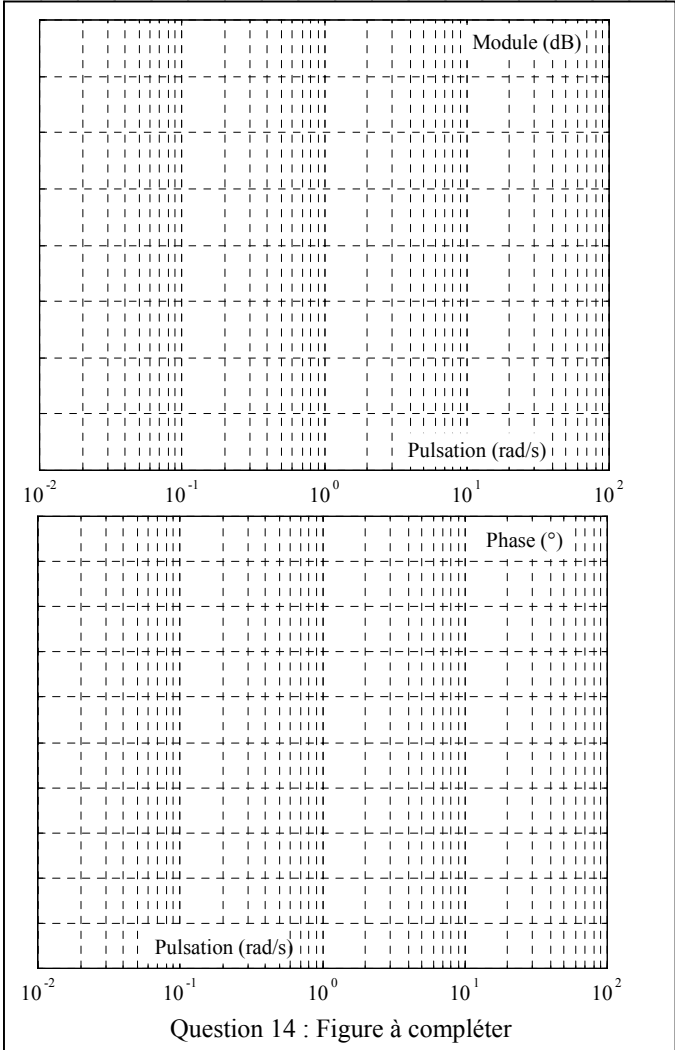 Module (dB)
Pulsation (rad/s)
10^-2 10^-1 10^0 10^1 10^2
Phase (°)
Pulsation (rad/s)
10^-2 10^-1 10^0 10^1 10^2
Question 14 : Figure à compléter